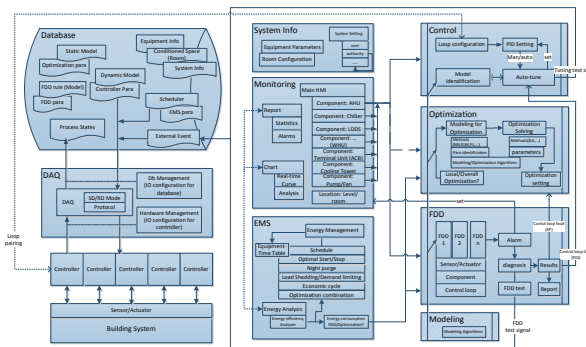 Database
Static Model
Optimization para
FDD rule (Model)
FDD para
Process States
Dynamic Model
Controller Para
Equipment Info
Conditioned Space
(Room)
System Info
Scheduler
EMS para
External Event
DAQ
DAQ
SD/RD Mode
Protocol
Db Management
(IO configuration for
database)
Hardware Management
(IO configuration for
controller)
Loop
pairing
Controller
Controller
Controller
Controller
Controller
Sensor/Actuator
Building System
System Info
Equipment Parameters
Room Configuration
System Setting
user
authority
....
Monitoring
Main HMI
Report
Statistics
Alarms
Chart
Real-time
Curve
Analysis
Component: AHU
Component: Chiller
Component: LDDS
Component: ...
(WHU)
Component:
Terminal Unit (ACB)
Component:
Cooling Tower
Component:
Pump/Fan
Location: Level/
room
EMS
Energy Management
Equipment-
Time Table
Schedule
Optimal Start/Stop
Night purge
Load Shedding/Demand limiting
Economic cycle
Optimization combination
Energy Analysis
Energy efficiency
Analyzer
Energy consumption
FDD/Optimization?
Control
Loop configuration
PID Setting
Man/auto
set
Model
identification
Auto-tune
Tuning test s
Optimization
Modeling for
Optimization
Optimization
Solving
Para Identification
parameters
Modeling/Optimization Algorithms
Local/Overall
Optimization?
Optimization
setting
set
FDD
FDD
1
FDD
2
FDD
n
Alarm
Sensor/Actuator
Component
Control loop
diagnosis
Results
FDD test
Report
Control loop fault
(SP)
Control loop f
(PID)
Modeling
Modeling Algorithms
FDD
test signal